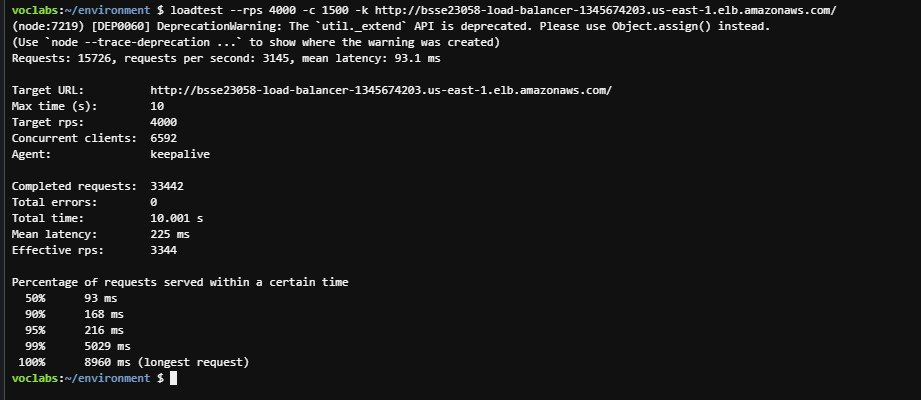 voclabs:~/environment $ loadtest --rps 4000 -c 1500 -k http://bsse23058-load-balancer-1345674203.us-east-1.elb.amazonaws.com/
(node:7219) [DEP0060] DeprecationWarning: The `util._extend` API is deprecated. Please use Object.assign() instead.
(Use `node --trace-deprecation ...` to show where the warning was created)
Requests: 15726, requests per second: 3145, mean latency: 93.1 ms
Target URL: http://bsse23058-load-balancer-1345674203.us-east-1.elb.amazonaws.com/
Max time (s): 10
Target rps: 4000
Concurrent clients: 6592
Agent: keepalive
Completed requests: 33442
Total errors: 0
Total time: 10.001 s
Mean latency: 225 ms
Effective rps: 3344
Percentage of requests served within a certain time
50% 93 ms
90% 168 ms
95% 216 ms
99% 5029 ms
100% 8960 ms (longest request)
voclabs:~/environment $